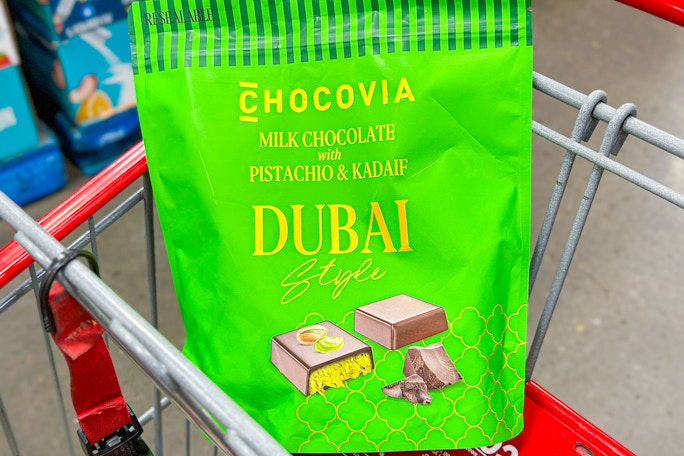 RESEALABLE
CHOCOVIA
MILK CHOCOLATE
with
PISTACHIO & KADAIF
DUBAI
Style